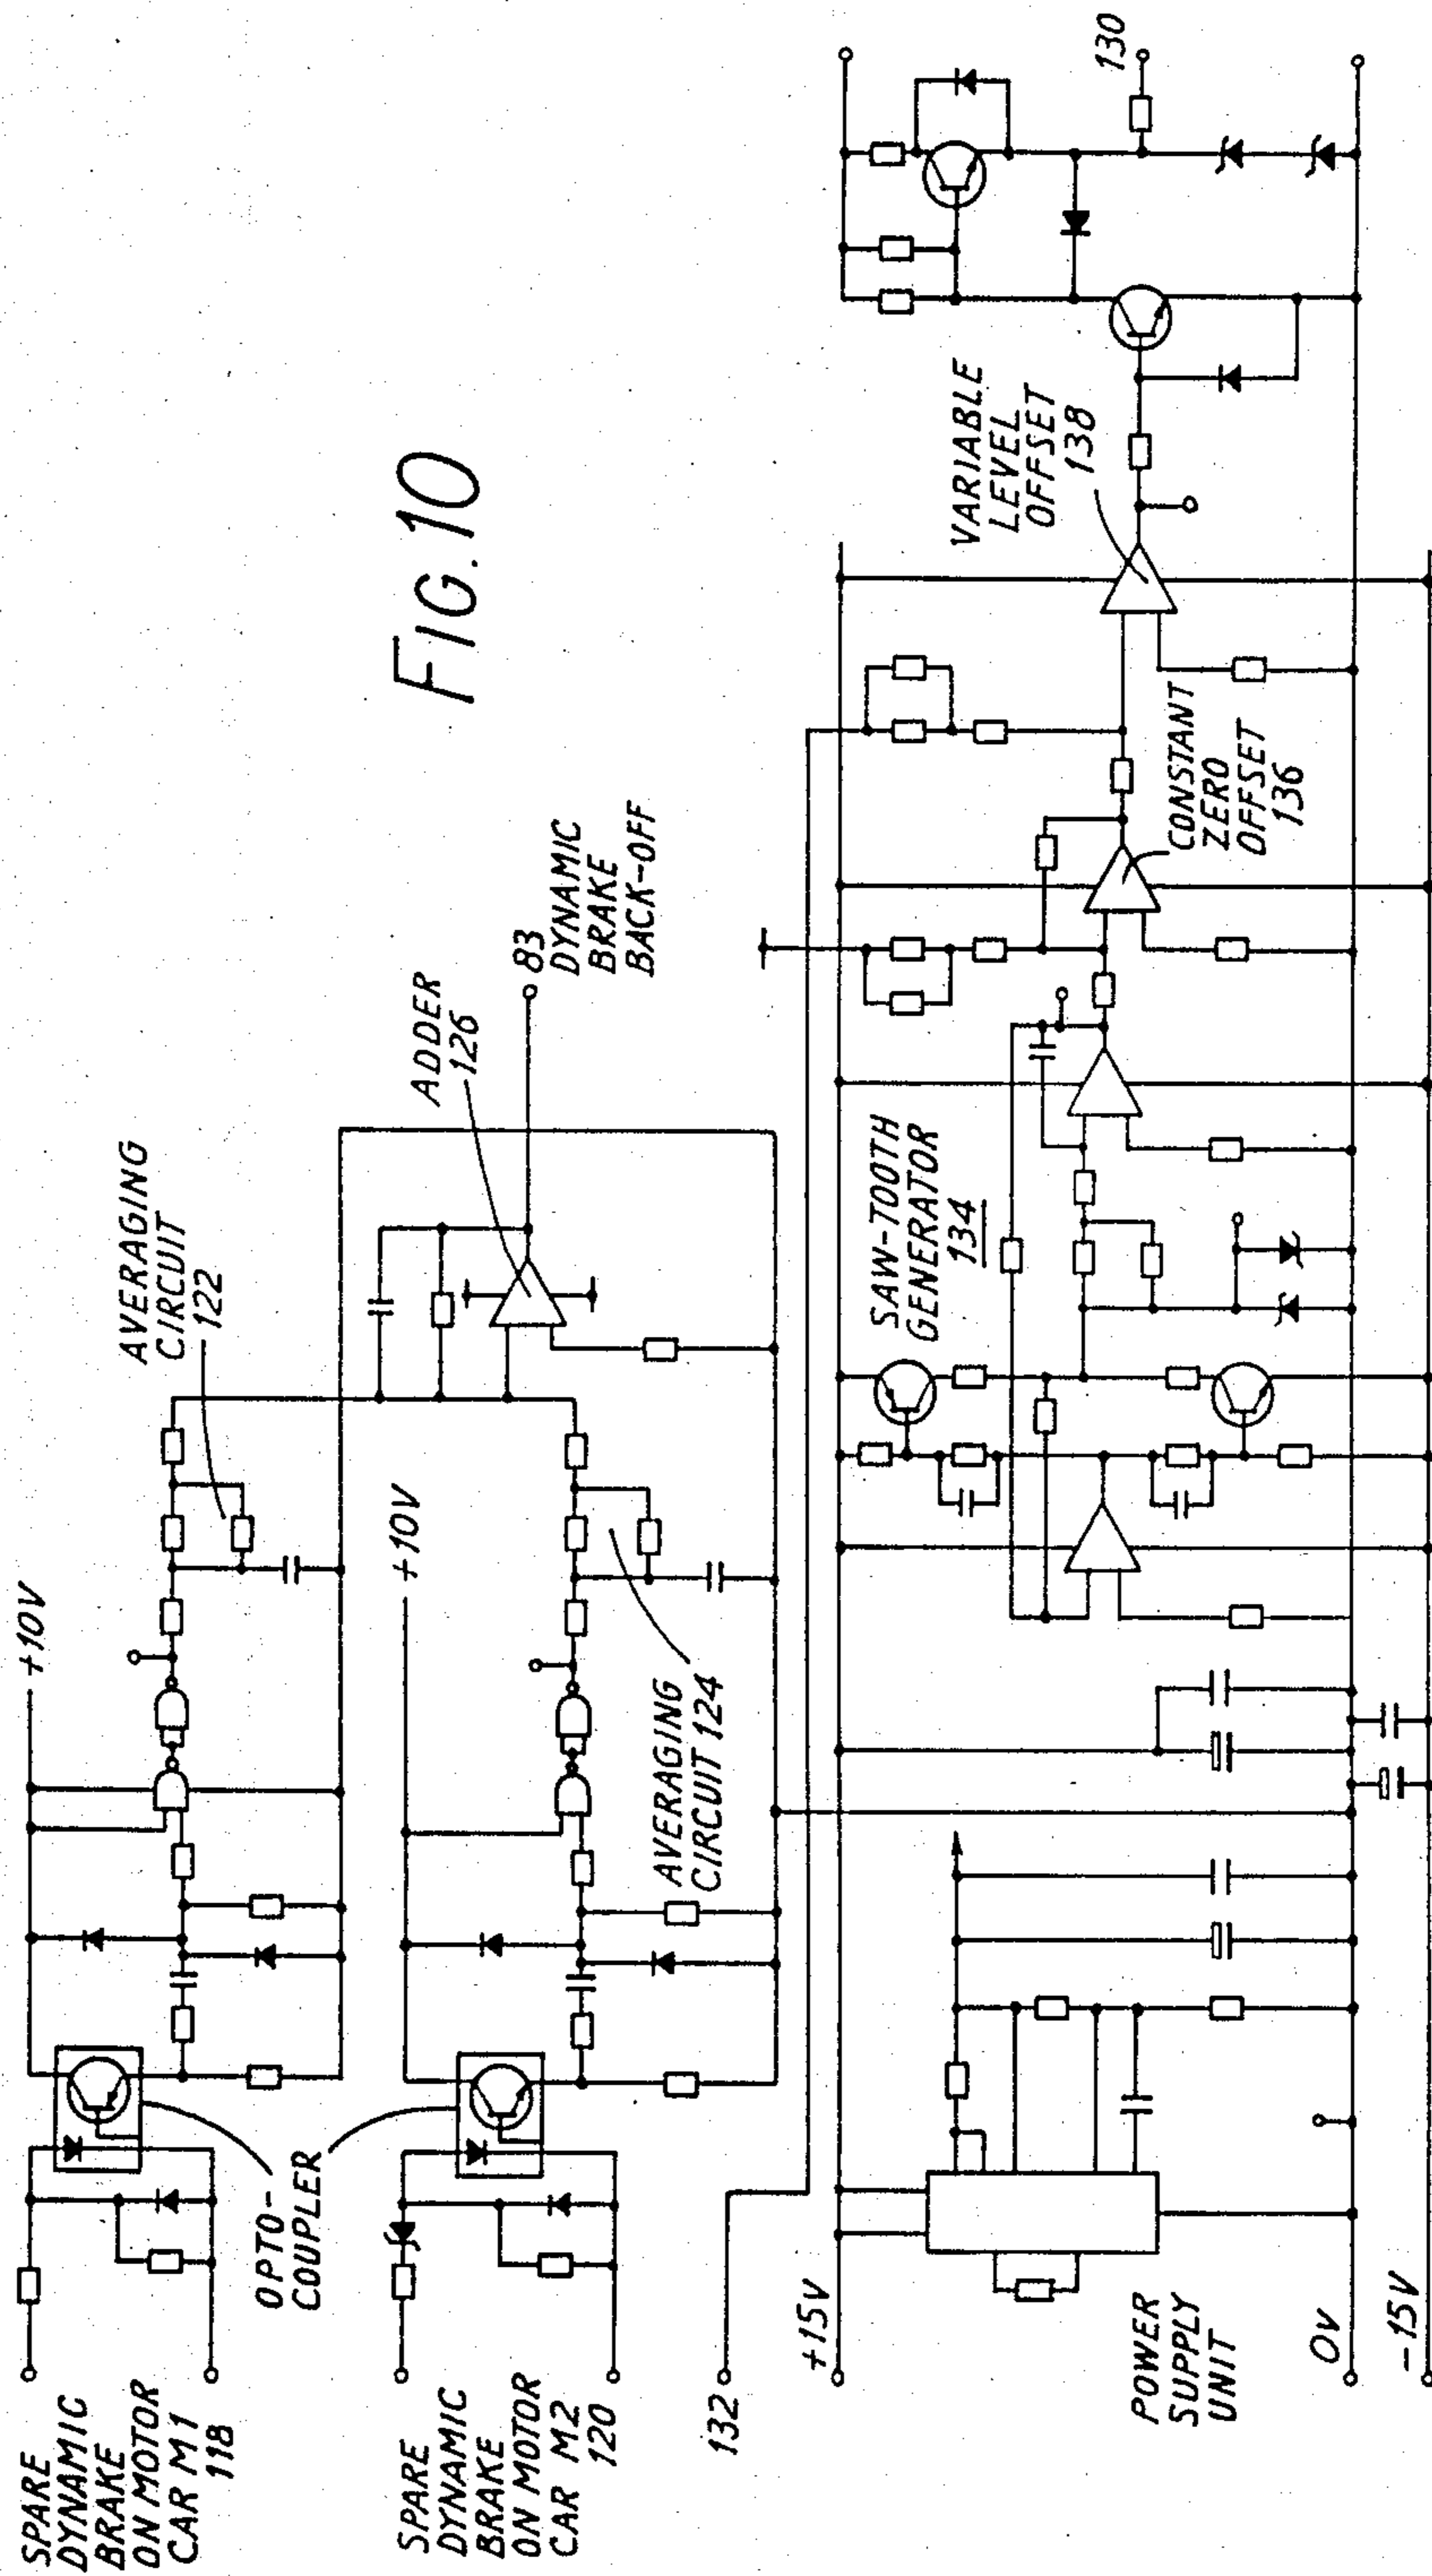 SPARE
DYNAMIC
BRAKE
ON MOTOR
CAR M1
118
OPTO-
COUPLER
+10V
AVERAGING
CIRCUIT
122
SPARE
DYNAMIC
BRAKE
ON MOTOR
CAR M2
120
+10V
AVERAGING
CIRCUIT 124
ADDER
126
83
DYNAMIC
BRAKE
BACK-OFF
FIG. 10
132
+15V
POWER
SUPPLY
UNIT
0V
-15V
SAW-TOOTH
GENERATOR
134
CONSTANT
ZERO
OFFSET
136
VARIABLE
LEVEL
OFFSET
138
130